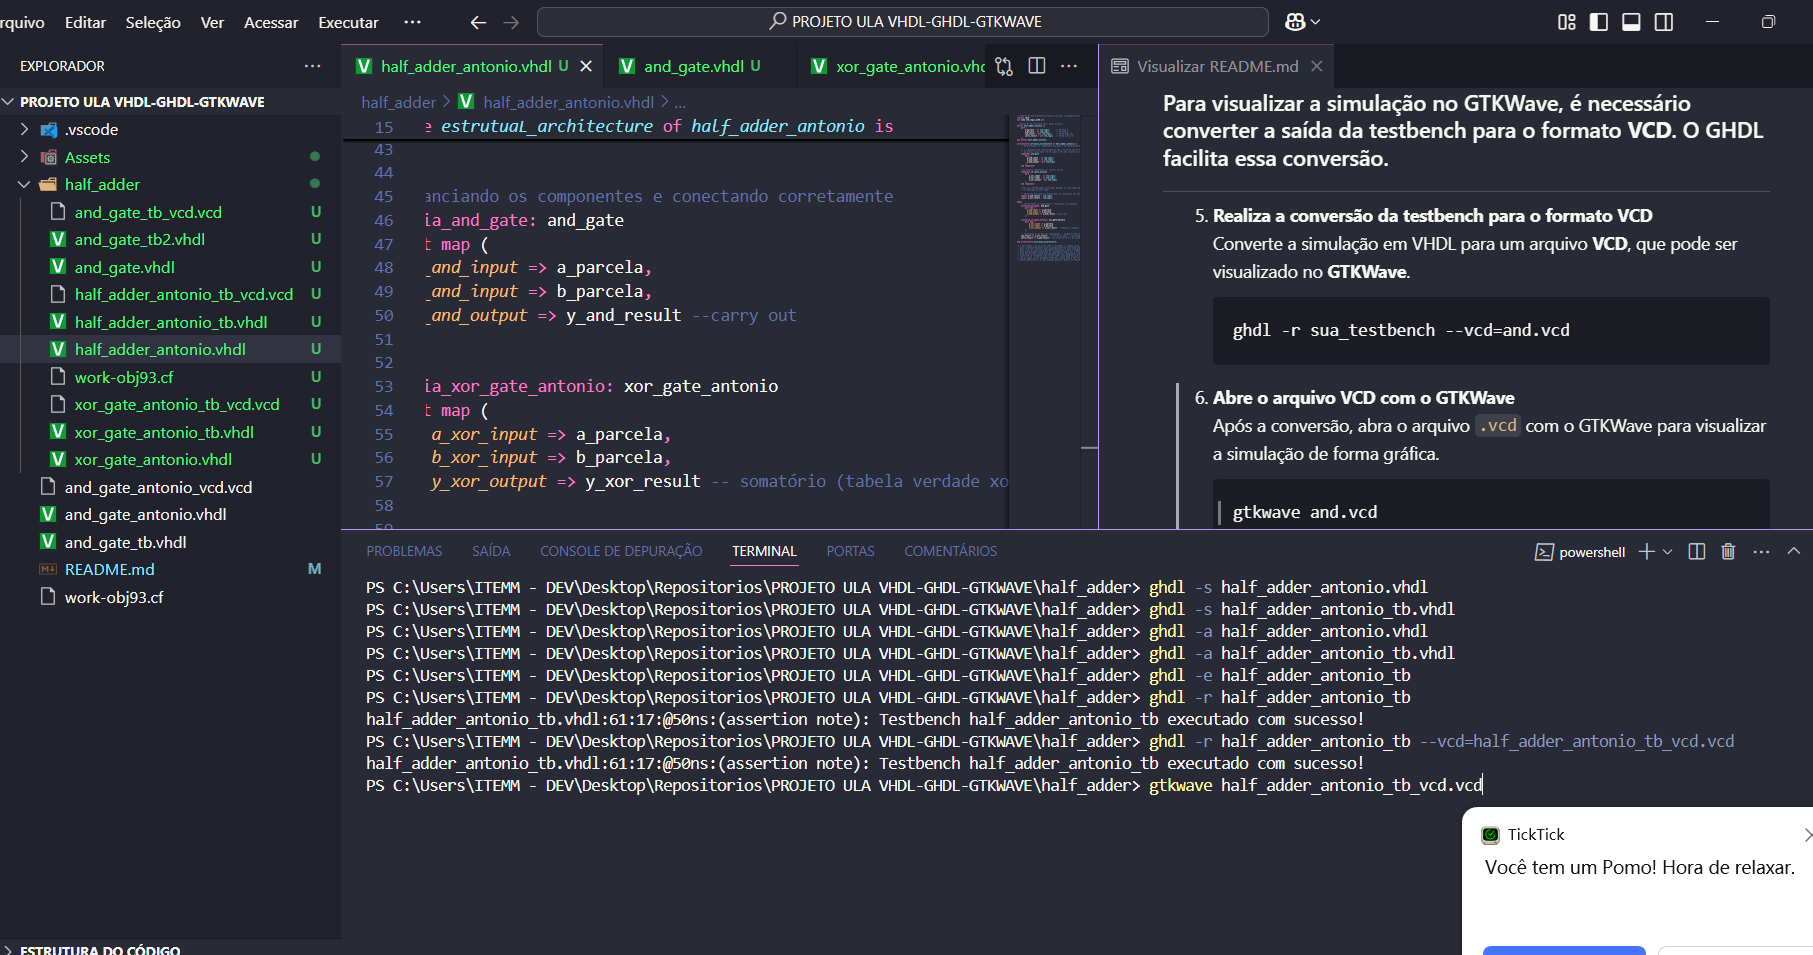 rquivo Editar Seleção Ver Acessar Executar ··· PROJETO ULA VHDL-GHDL-GTKWAVE
EXPLORADOR ···
PROJETO ULA VHDL-GHDL-GTKWAVE
.vscode
Assets
half_adder
and_gate_tb_vcd.vcd U
and_gate_tb2.vhdl U
and_gate.vhdl U
half_adder_antonio_tb_vcd.vcd U
half_adder_antonio_tb.vhdl U
half_adder_antonio.vhdl U
work-obj93.cf U
xor_gate_antonio_tb_vcd.vcd U
xor_gate_antonio_tb.vhdl U
xor_gate_antonio.vhdl U
and_gate_antonio_vcd.vcd
and_gate_antonio.vhdl
and_gate_tb.vhdl
README.md M
work-obj93.cf
ESTRUTURA DO CÓDIGO
half_adder_antonio.vhdl U and_gate.vhdl U xor_gate_antonio.vhd ···
half_adder > half_adder_antonio.vhdl > ...
15 e estrutuaL_architecture of half_adder_antonio is
43
44
45 anciando os componentes e conectando corretamente
46 ia_and_gate: and_gate
47 t map (
48 _and_input => a_parcela,
49 _and_input => b_parcela,
50 _and_output => y_and_result --carry out
51
52
53 ia_xor_gate_antonio: xor_gate_antonio
54 t map (
55 a_xor_input => a_parcela,
56 b_xor_input => b_parcela,
57 y_xor_output => y_xor_result -- somatório (tabela verdade xo
58
59
Visualizar README.md
Para visualizar a simulação no GTKWave, é necessário
converter a saída da testbench para o formato VCD. O GHDL
facilita essa conversão.
5. Realiza a conversão da testbench para o formato VCD
Converte a simulação em VHDL para um arquivo VCD, que pode ser
visualizado no GTKWave.
ghdl -r sua_testbench --vcd=and.vcd
6. Abre o arquivo VCD com o GTKWave
Após a conversão, abra o arquivo .vcd com o GTKWave para visualizar
a simulação de forma gráfica.
gtkwave and.vcd
PROBLEMAS SAÍDA CONSOLE DE DEPURAÇÃO TERMINAL PORTAS COMENTÁRIOS powershell ···
PS C:\Users\ITEMM - DEV\Desktop\Repositorios\PROJETO ULA VHDL-GHDL-GTKWAVE\half_adder> ghdl -s half_adder_antonio.vhdl
PS C:\Users\ITEMM - DEV\Desktop\Repositorios\PROJETO ULA VHDL-GHDL-GTKWAVE\half_adder> ghdl -s half_adder_antonio_tb.vhdl
PS C:\Users\ITEMM - DEV\Desktop\Repositorios\PROJETO ULA VHDL-GHDL-GTKWAVE\half_adder> ghdl -a half_adder_antonio.vhdl
PS C:\Users\ITEMM - DEV\Desktop\Repositorios\PROJETO ULA VHDL-GHDL-GTKWAVE\half_adder> ghdl -a half_adder_antonio_tb.vhdl
PS C:\Users\ITEMM - DEV\Desktop\Repositorios\PROJETO ULA VHDL-GHDL-GTKWAVE\half_adder> ghdl -e half_adder_antonio_tb
PS C:\Users\ITEMM - DEV\Desktop\Repositorios\PROJETO ULA VHDL-GHDL-GTKWAVE\half_adder> ghdl -r half_adder_antonio_tb
half_adder_antonio_tb.vhdl:61:17:@50ns:(assertion note): Testbench half_adder_antonio_tb executado com sucesso!
PS C:\Users\ITEMM - DEV\Desktop\Repositorios\PROJETO ULA VHDL-GHDL-GTKWAVE\half_adder> ghdl -r half_adder_antonio_tb --vcd=half_adder_antonio_tb_vcd.vcd
half_adder_antonio_tb.vhdl:61:17:@50ns:(assertion note): Testbench half_adder_antonio_tb executado com sucesso!
PS C:\Users\ITEMM - DEV\Desktop\Repositorios\PROJETO ULA VHDL-GHDL-GTKWAVE\half_adder> gtkwave half_adder_antonio_tb_vcd.vcd
TickTick
Você tem um Pomo! Hora de relaxar.